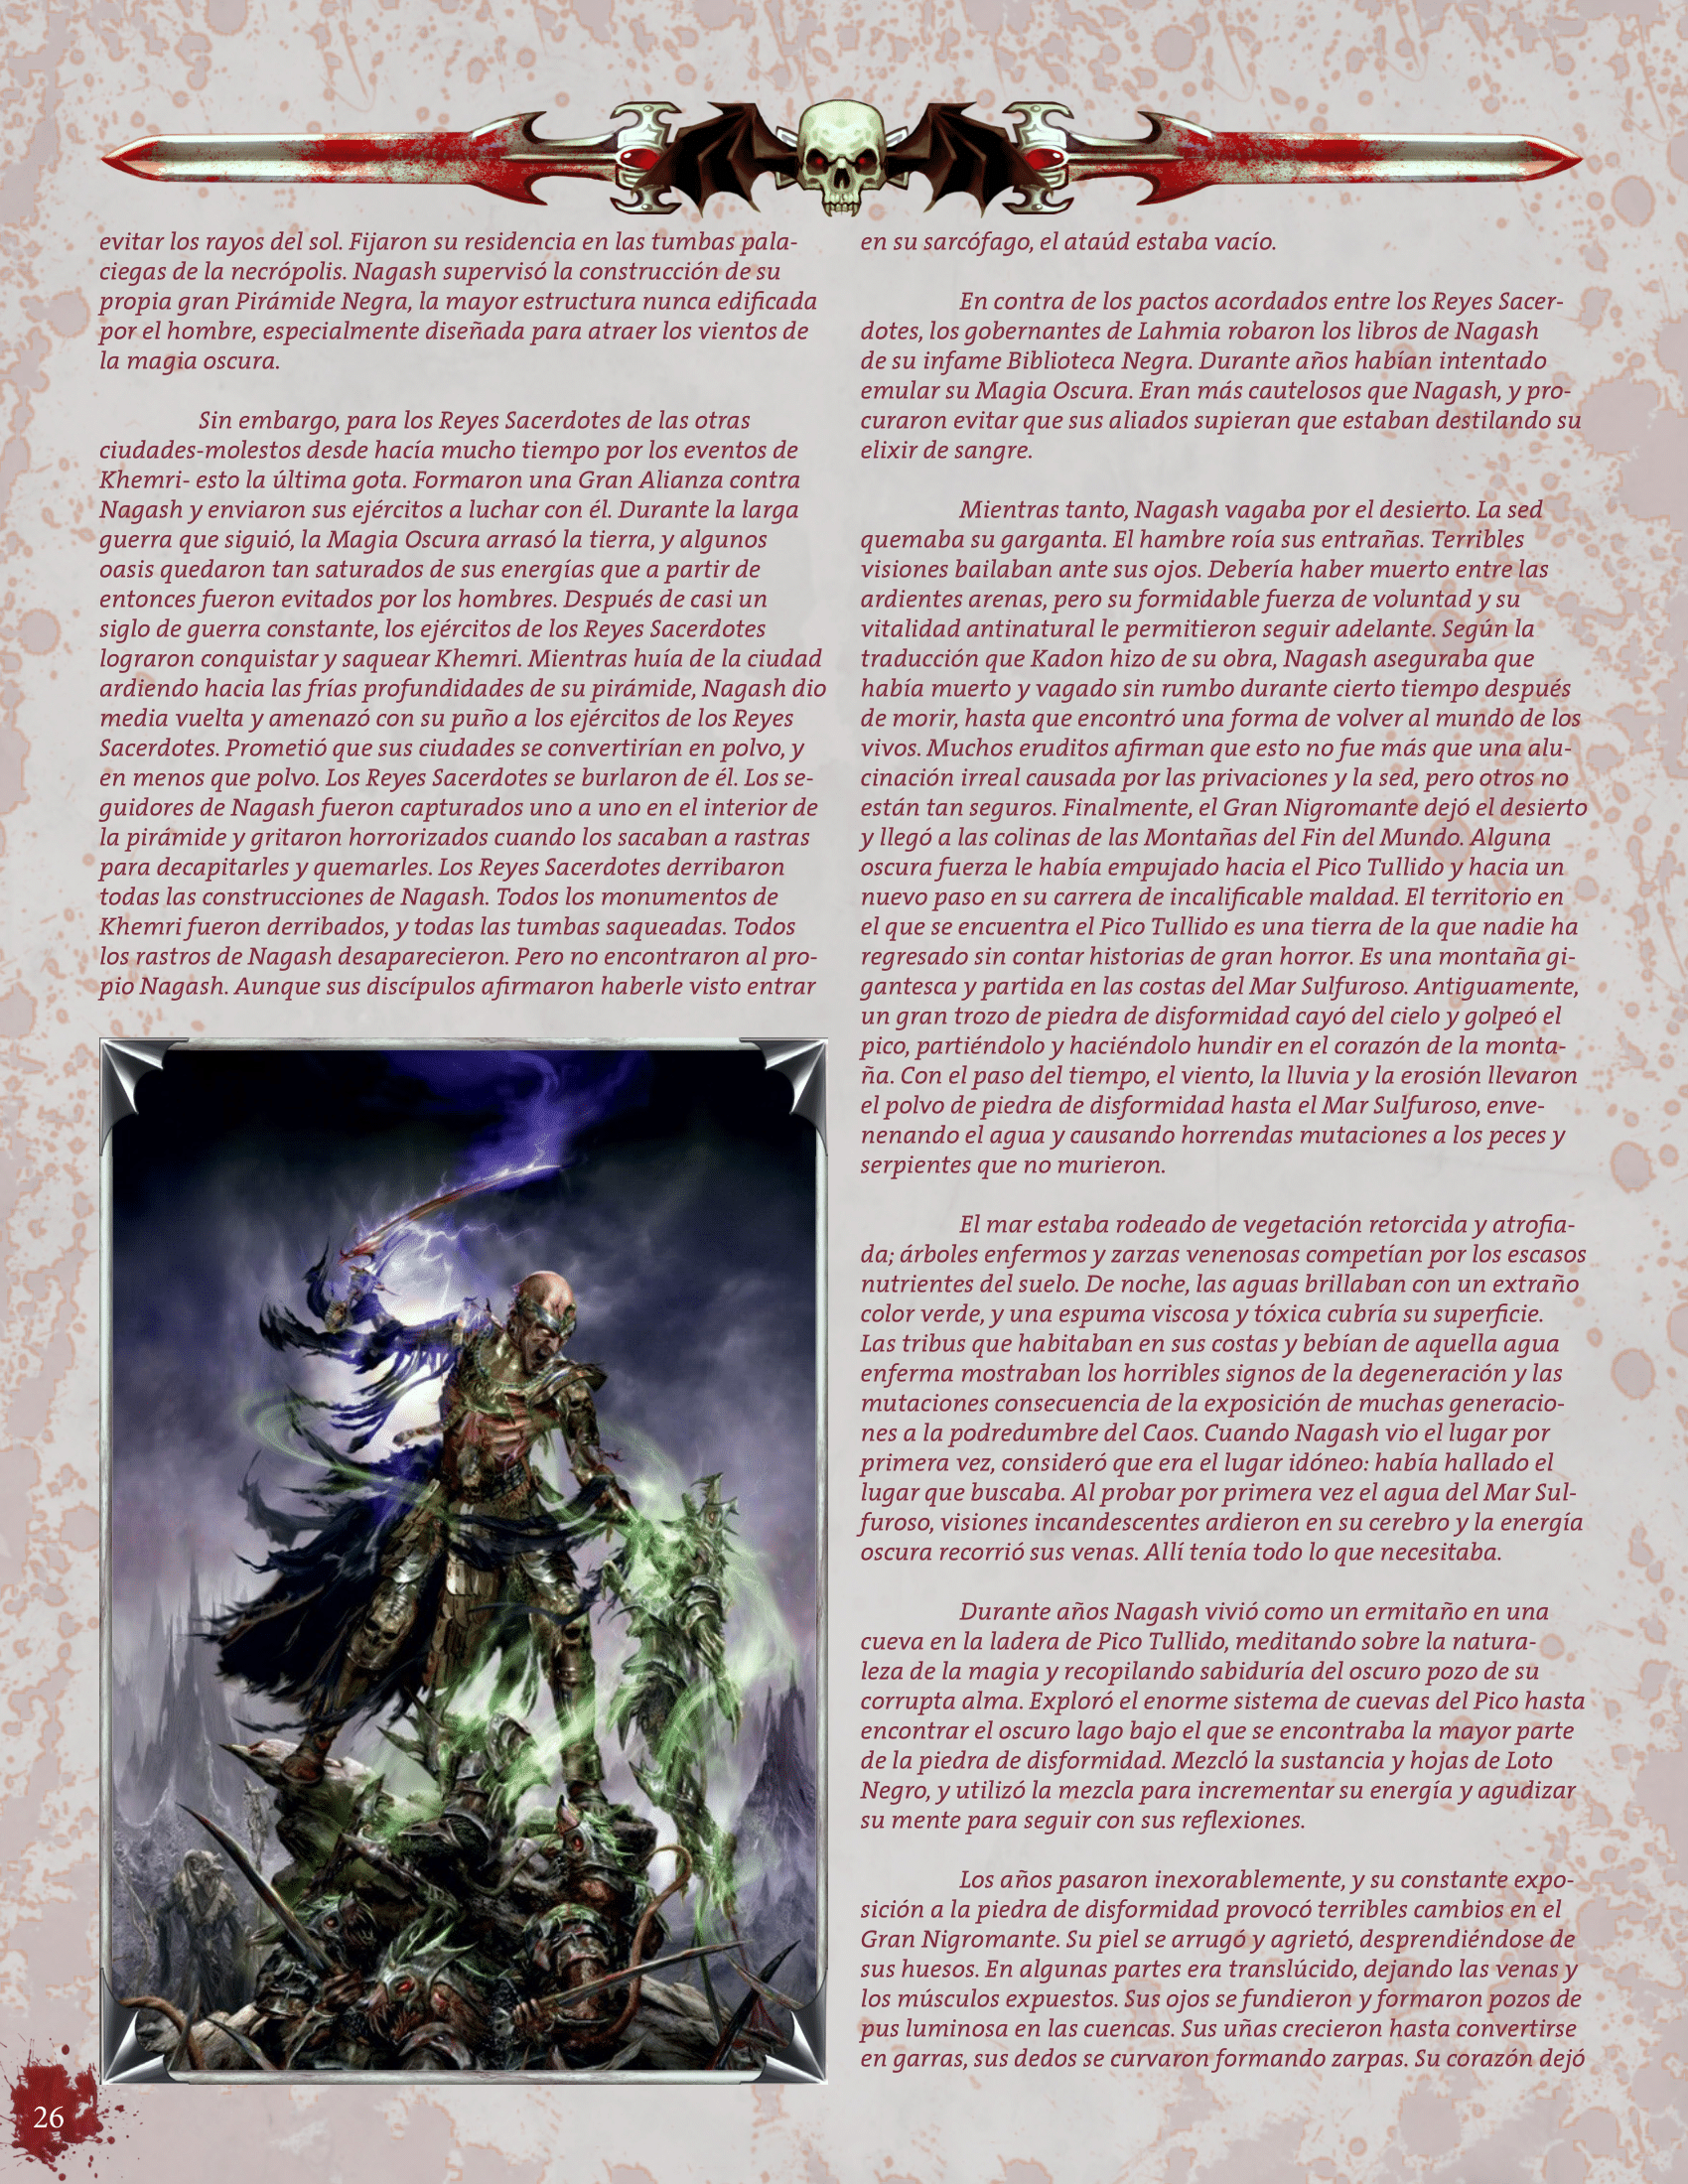 evitar los rayos del sol. Fijaron su residencia en las tumbas pala-
ciegas de la necrópolis. Nagash supervisó la construcción de su
propia gran Pirámide Negra, la mayor estructura nunca edificada
por el hombre, especialmente diseñada para atraer los vientos de
la magia oscura.
Sin embargo, para los Reyes Sacerdotes de las otras
ciudades-molestos desde hacía mucho tiempo por los eventos de
Khemri- esto la última gota. Formaron una Gran Alianza contra
Nagash y enviaron sus ejércitos a luchar con él. Durante la larga
guerra que siguió, la Magia Oscura arrasó la tierra, y algunos
oasis quedaron tan saturados de sus energías que a partir de
entonces fueron evitados por los hombres. Después de casi un
siglo de guerra constante, los ejércitos de los Reyes Sacerdotes
lograron conquistar y saquear Khemri. Mientras huía de la ciudad
ardiendo hacia las frías profundidades de su pirámide, Nagash dio
media vuelta y amenazó con su puño a los ejércitos de los Reyes
Sacerdotes. Prometió que sus ciudades se convertirían en polvo, y
en menos que polvo. Los Reyes Sacerdotes se burlaron de él. Los se-
guidores de Nagash fueron capturados uno a uno en el interior de
la pirámide y gritaron horrorizados cuando los sacaban a rastras
para decapitarles y quemarles. Los Reyes Sacerdotes derribaron
todas las construcciones de Nagash. Todos los monumentos de
Khemri fueron derribados, y todas las tumbas saqueadas. Todos
los rastros de Nagash desaparecieron. Pero no encontraron al pro-
pio Nagash. Aunque sus discípulos afirmaron haberle visto entrar
en su sarcófago, el ataúd estaba vacío.
En contra de los pactos acordados entre los Reyes Sacer-
dotes, los gobernantes de Lahmia robaron los libros de Nagash
de su infame Biblioteca Negra. Durante años habían intentado
emular su Magia Oscura. Eran más cautelosos que Nagash, y pro-
curaron evitar que sus aliados supieran que estaban destilando su
elixir de sangre.
Mientras tanto, Nagash vagaba por el desierto. La sed
quemaba su garganta. El hambre roía sus entrañas. Terribles
visiones bailaban ante sus ojos. Debería haber muerto entre las
ardientes arenas, pero su formidable fuerza de voluntad y su
vitalidad antinatural le permitieron seguir adelante. Según la
traducción que Kadon hizo de su obra, Nagash aseguraba que
había muerto y vagado sin rumbo durante cierto tiempo después
de morir, hasta que encontró una forma de volver al mundo de los
vivos. Muchos eruditos afirman que esto no fue más que una alu-
cinación irreal causada por las privaciones y la sed, pero otros no
están tan seguros. Finalmente, el Gran Nigromante dejó el desierto
y llegó a las colinas de las Montañas del Fin del Mundo. Alguna
oscura fuerza le había empujado hacia el Pico Tullido y hacia un
nuevo paso en su carrera de incalificable maldad. El territorio en
el que se encuentra el Pico Tullido es una tierra de la que nadie ha
regresado sin contar historias de gran horror. Es una montaña gi-
gantesca y partida en las costas del Mar Sulfuroso. Antiguamente,
un gran trozo de piedra de disformidad cayó del cielo y golpeó el
pico, partiéndolo y haciéndolo hundir en el corazón de la monta-
ña. Con el paso del tiempo, el viento, la lluvia y la erosión llevaron
el polvo de piedra de disformidad hasta el Mar Sulfuroso, enve-
nenando el agua y causando horrendas mutaciones a los peces y
serpientes que no murieron.
El mar estaba rodeado de vegetación retorcida y atrofia-
da; árboles enfermos y zarzas venenosas competían por los escasos
nutrientes del suelo. De noche, las aguas brillaban con un extraño
color verde, y una espuma viscosa y tóxica cubría su superficie.
Las tribus que habitaban en sus costas y bebían de aquella agua
enferma mostraban los horribles signos de la degeneración y las
mutaciones consecuencia de la exposición de muchas generacio-
nes a la podredumbre del Caos. Cuando Nagash vio el lugar por
primera vez, consideró que era el lugar idóneo: había hallado el
lugar que buscaba. Al probar por primera vez el agua del Mar Sul-
furoso, visiones incandescentes ardieron en su cerebro y la energía
oscura recorrió sus venas. Allí tenía todo lo que necesitaba.
Durante años Nagash vivió como un ermitaño en una
cueva en la ladera de Pico Tullido, meditando sobre la natura-
leza de la magia y recopilando sabiduría del oscuro pozo de su
corrupta alma. Exploró el enorme sistema de cuevas del Pico hasta
encontrar el oscuro lago bajo el que se encontraba la mayor parte
de la piedra de disformidad. Mezcló la sustancia y hojas de Loto
Negro, y utilizó la mezcla para incrementar su energía y agudizar
su mente para seguir con sus reflexiones.
Los años pasaron inexorablemente, y su constante expo-
sición a la piedra de disformidad provocó terribles cambios en el
Gran Nigromante. Su piel se arrugó y agrietó, desprendiéndose de
sus huesos. En algunas partes era translúcido, dejando las venas y
los músculos expuestos. Sus ojos se fundieron y formaron pozos de
pus luminosa en las cuencas. Sus uñas crecieron hasta convertirse
en garras, sus dedos se curvaron formando zarpas. Su corazón dejó
26